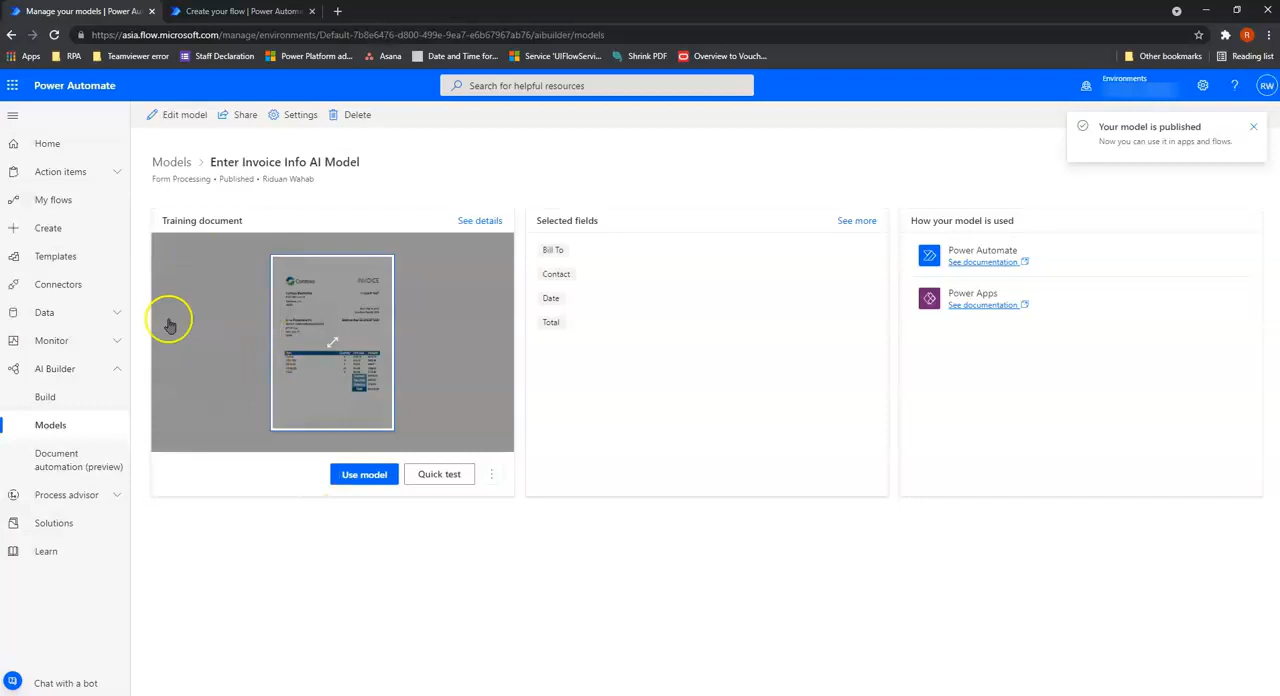 Manage your models | Power Au
Create your flow | Power Autom
https://asia.flow.microsoft.com/manage/environments/Default-7b8e6476-d800-499e-9ea7-e6b67967ab76/aibuilder/models
Apps
RPA
Teamviewer error
Staff Declaration
Power Platform ad...
Asana
Date and Time for...
Service 'UIFlowServi...
Shrink PDF
Overview to Vouch...
Other bookmarks
Reading list
Power Automate
Search for helpful resources
Environments
RW
Edit model
Share
Settings
Delete
Your model is published
Now you can use it in apps and flows.
Home
Action items
My flows
Create
Templates
Connectors
Data
Monitor
AI Builder
Build
Models
Document
automation (preview)
Process advisor
Solutions
Learn
Chat with a bot
Models > Enter Invoice Info AI Model
Form Processing • Published • Riduan Wahab
Training document
See details
Contoso
INVOICE
Use model
Quick test
Selected fields
See more
Bill To
Contact
Date
Total
How your model is used
Power Automate
See documentation
Power Apps
See documentation